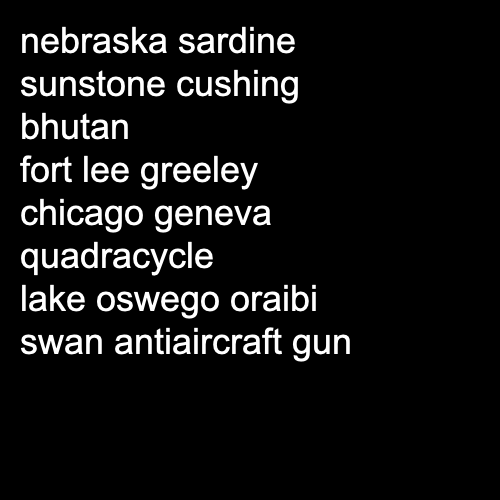 nebraska sardine
sunstone cushing
bhutan
fort lee greeley
chicago geneva
quadracycle
lake oswego oraibi
swan antiaircraft gun